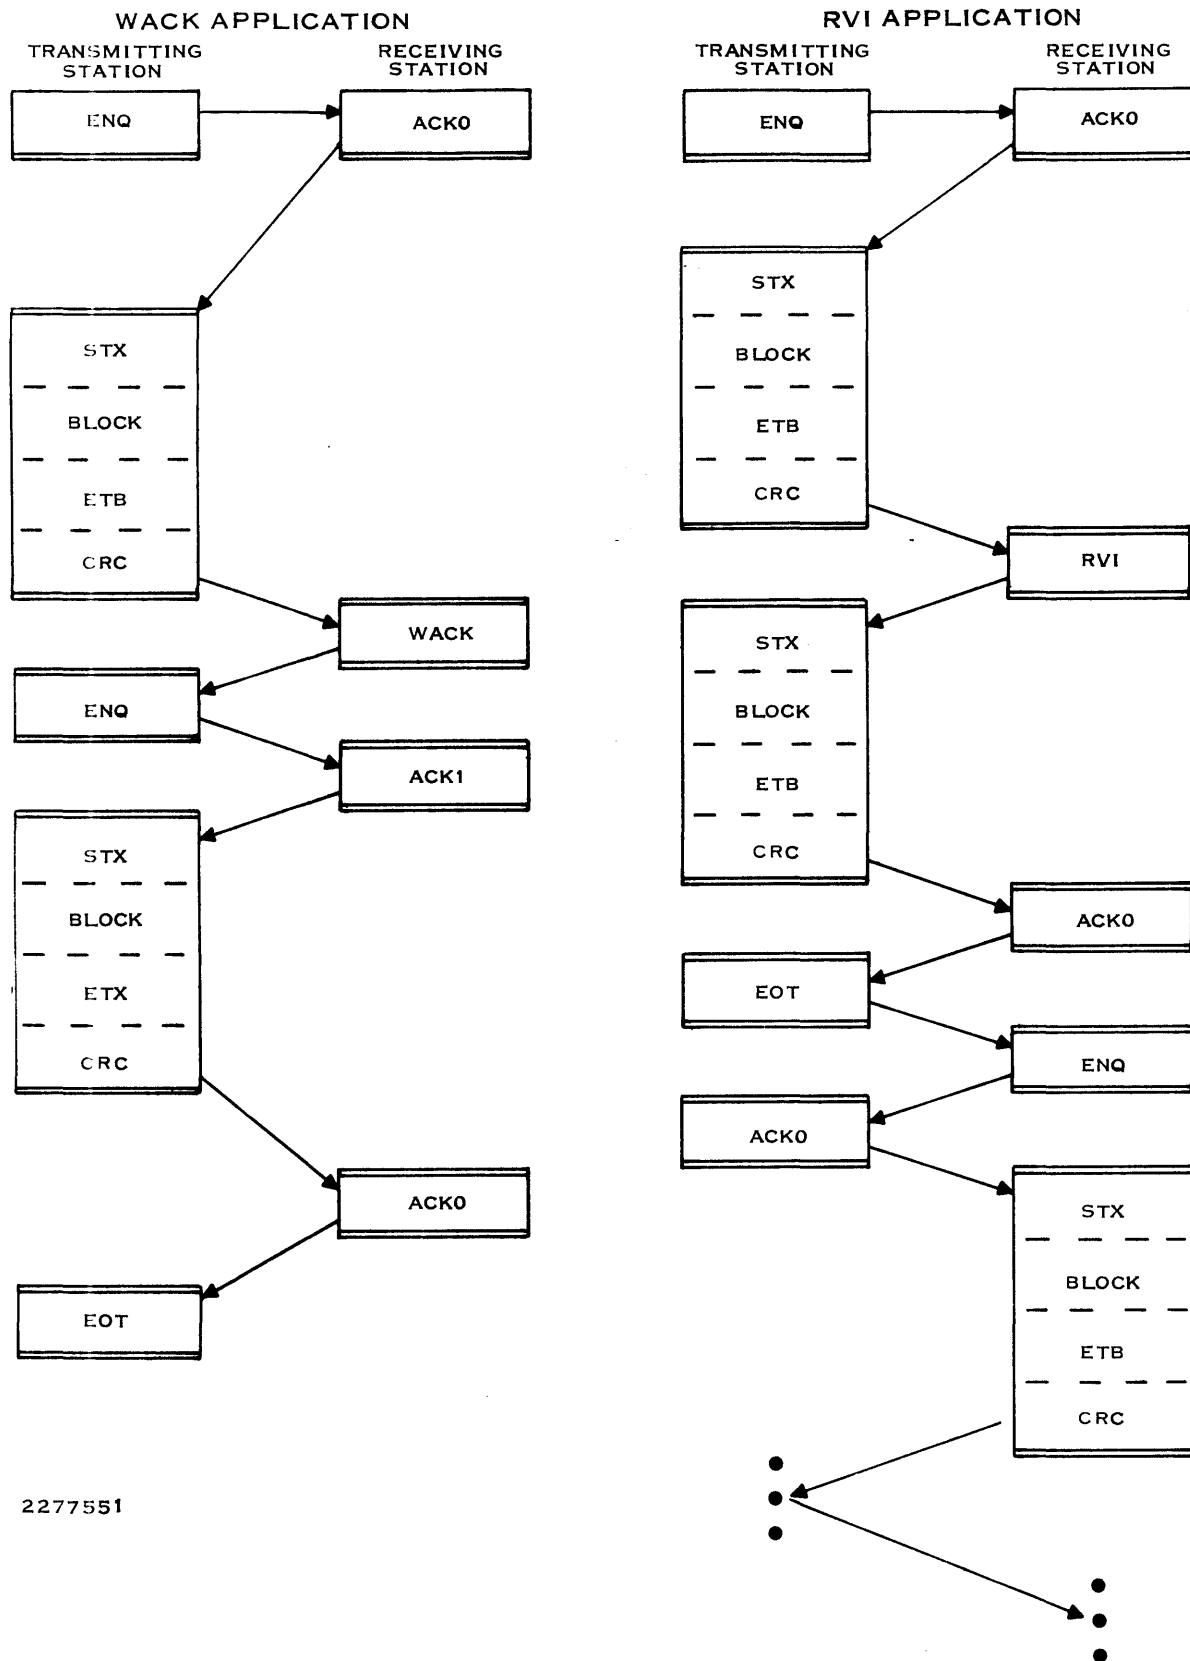 WACK APPLICATION
TRANSMITTING
STATION
RECEIVING
STATION
ENQ
ACK0
STX
BLOCK
ETB
CRC
WACK
ENQ
ACK1
STX
BLOCK
ETX
CRC
ACK0
EOT
2277551
RVI APPLICATION
TRANSMITTING
STATION
RECEIVING
STATION
ENQ
ACK0
STX
BLOCK
ETB
CRC
RVI
STX
BLOCK
ETB
CRC
ACK0
EOT
ENQ
ACK0
STX
BLOCK
ETB
CRC